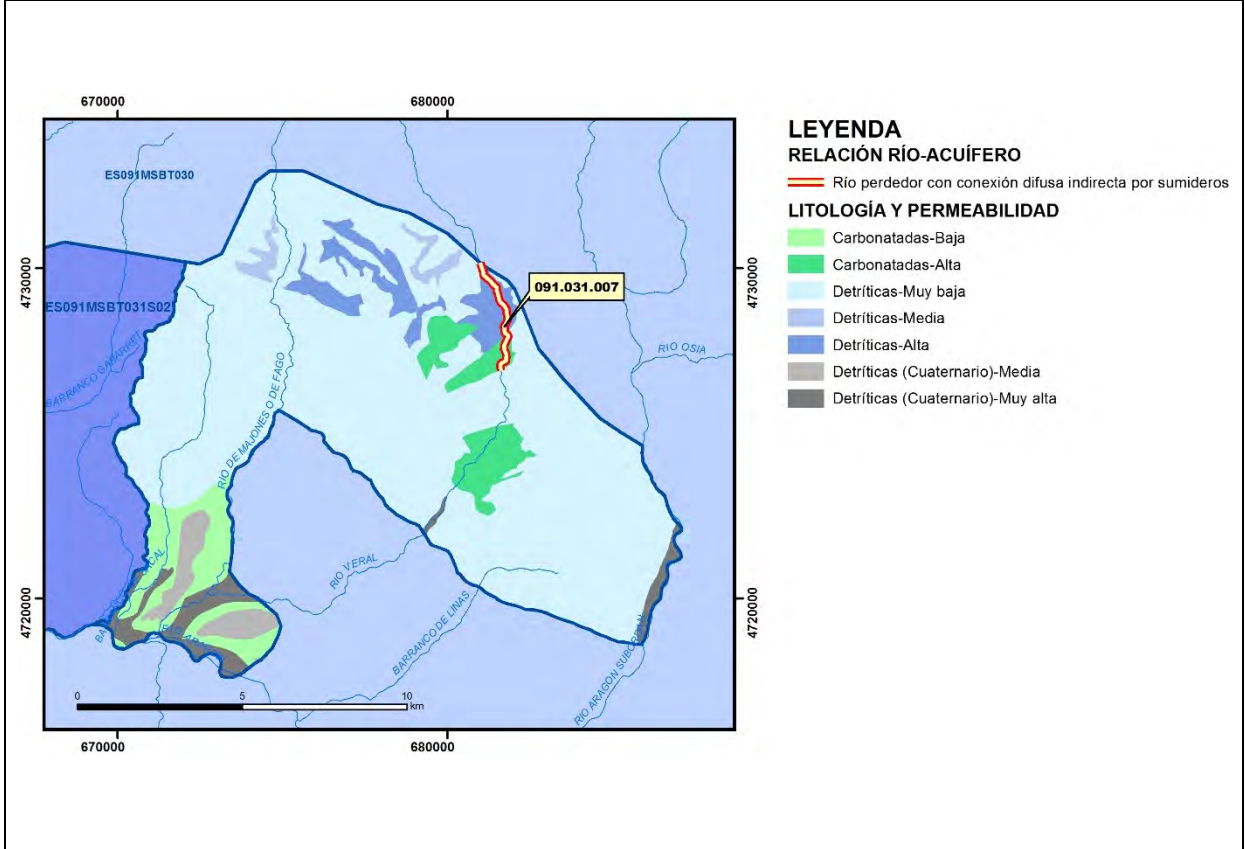 670000
680000
4730000
4730000
4720000
4720000
670000
680000
ES091MSBT030
ES091MSBT031S02
091.031.007
RIO OSIA
BARRANCO GABARRET
RIO DE MAJONES O DE FAGO
RIO VERAL
BARRANCO DE LINAS
RIO ARAGON
0
5
10
km
LEYENDA
RELACIÓN RÍO-ACUÍFERO
Río perdedor con conexión difusa indirecta por sumideros
LITOLOGÍA Y PERMEABILIDAD
Carbonatadas-Baja
Carbonatadas-Alta
Detríticas-Muy baja
Detríticas-Media
Detríticas-Alta
Detríticas (Cuaternario)-Media
Detríticas (Cuaternario)-Muy alta